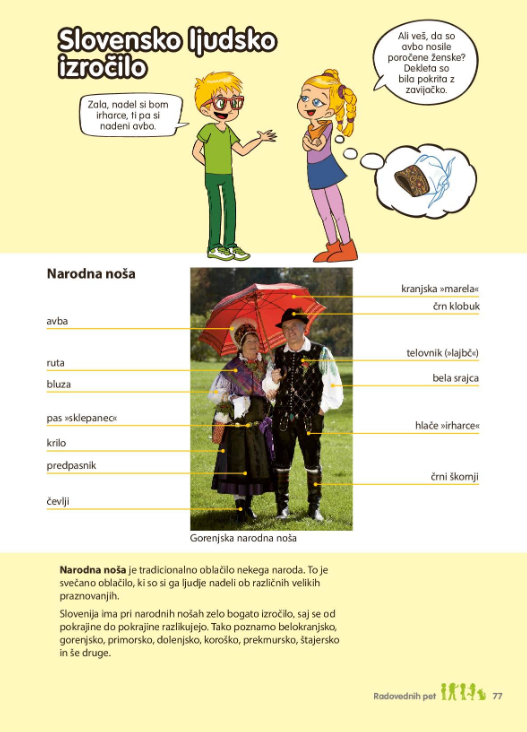 Slovensko ljudsko
izročilo
Ali veš, da so
avbo nosile
poročene ženske?
Dekleta so
bila pokrita z
zavijačko.
Zala, nadel si bom
irharce, ti pa si
nadeni avbo.
Narodna noša
avba
ruta
bluza
pas »sklepanec«
krilo
predpasnik
čevlji
kranjska »marela«
črn klobuk
telovnik (»lajbč«)
bela srajca
hlače »irharce«
črni škornji
Gorenjska narodna noša
Narodna noša je tradicionalno oblačilo nekega naroda. To je
svečano oblačilo, ki so si ga ljudje nadeli ob različnih velikih
praznovanjih.
Slovenija ima pri narodnih nošah zelo bogato izročilo, saj se od
pokrajine do pokrajine razlikujejo. Tako poznamo belokranjsko,
gorenjsko, primorsko, dolenjsko, koroško, prekmursko, štajersko
in še druge.
Radovednih pet
77